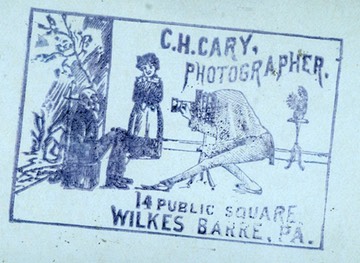 C.H.CARY,
PHOTOGRAPHER.
14 PUBLIC SQUARE,
WILKES BARRE, PA.